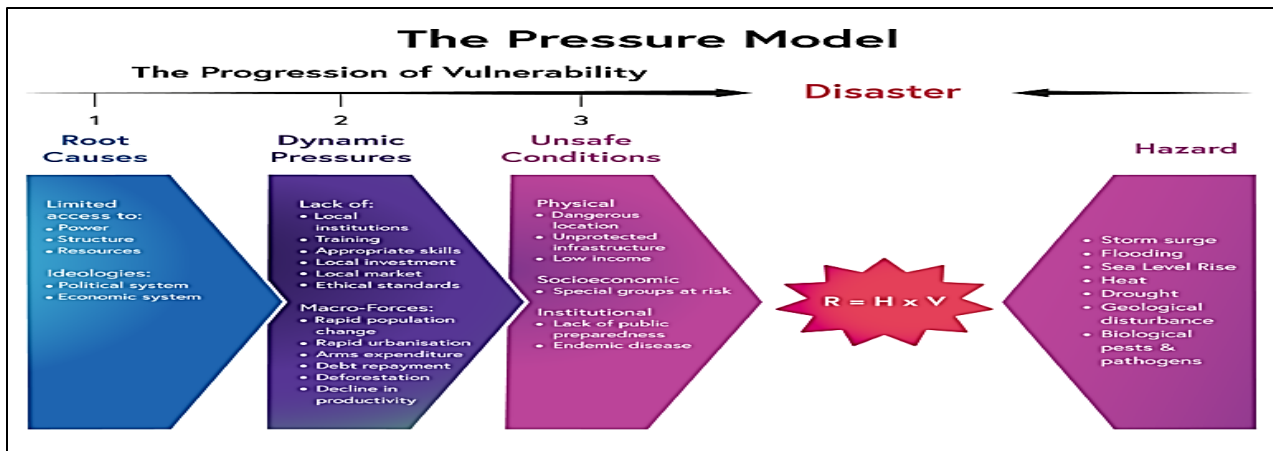 The Pressure Model
The Progression of Vulnerability
Disaster
1
2
3
Root
Causes
Dynamic
Pressures
Unsafe
Conditions
Hazard
Limited
access to:
• Power
• Structure
• Resources
Ideologies:
• Political system
• Economic system
Lack of:
• Local
institutions
• Training
• Appropriate skills
• Local investment
• Local market
• Ethical standards
Macro-Forces:
• Rapid population
change
• Rapid urbanisation
• Arms expenditure
• Debt repayment
• Deforestation
• Decline in
productivity
Physical
• Dangerous
location
• Unprotected
infrastructure
• Low income
Socioeconomic
• Special groups at risk
Institutional
• Lack of public
preparedness
• Endemic disease
R = H x V
• Storm surge
• Flooding
• Sea Level Rise
• Heat
• Drought
• Geological
disturbance
• Biological
pests &
pathogens